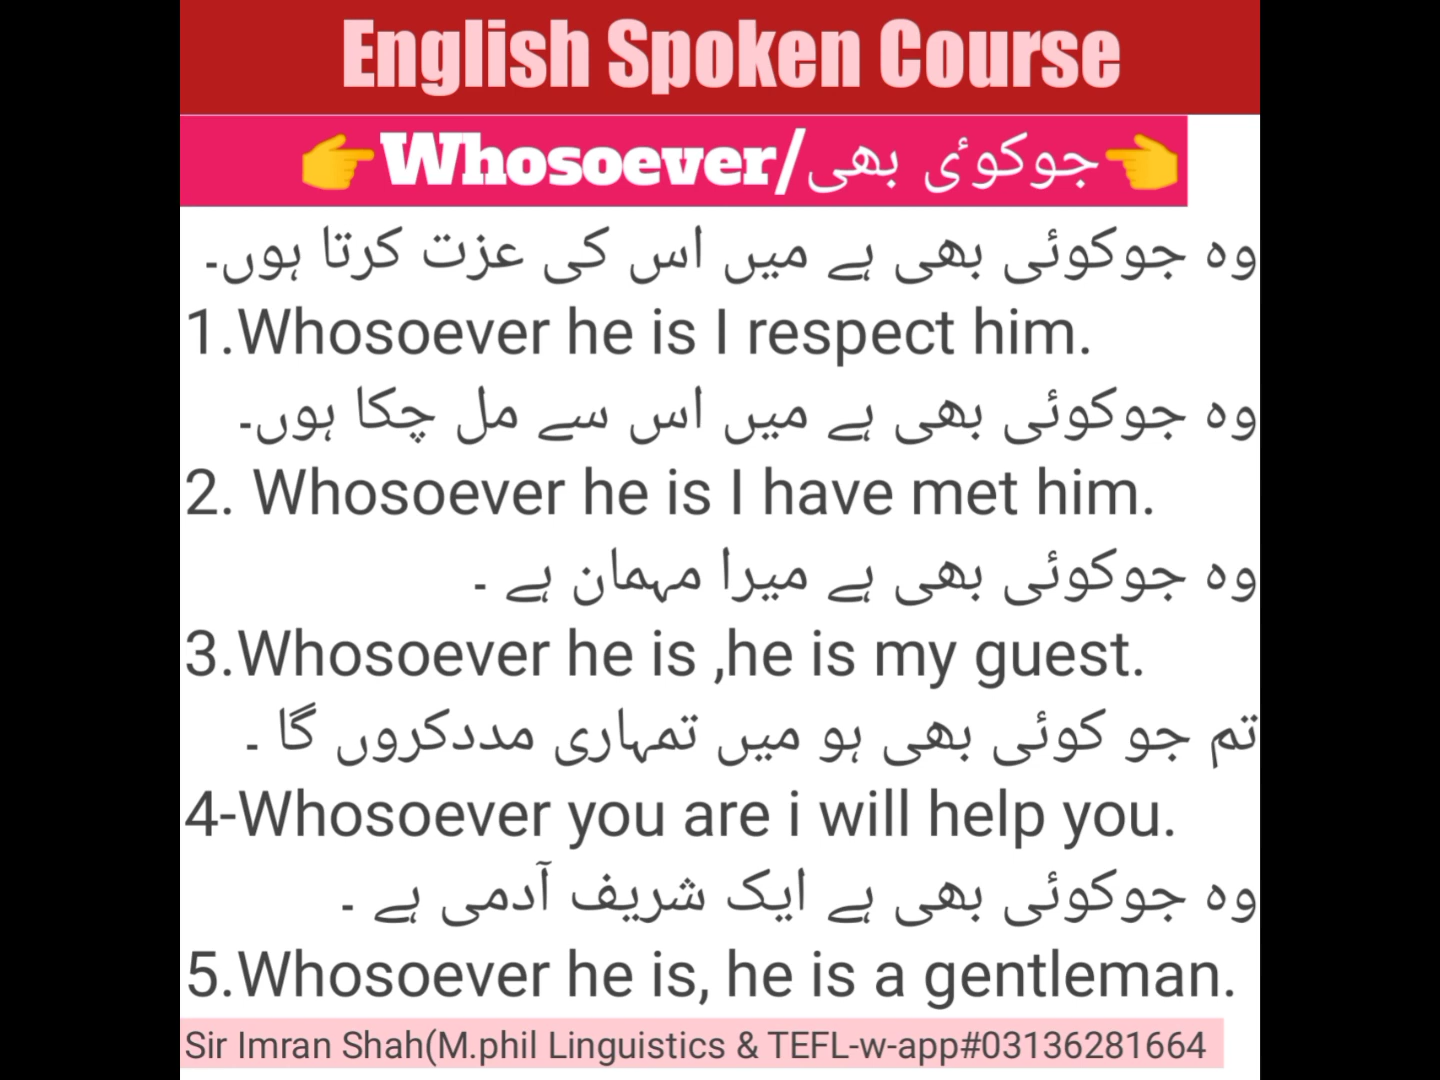 English Spoken Course
👉Whosoever/جوکوئ بھی👈
وہ جوکوئی بھی ہے میں اس کی عزت کرتا ہوں۔
1.Whosoever he is I respect him.
وہ جوکوئی بھی ہے میں اس سے مل چکا ہوں۔
2. Whosoever he is I have met him.
وہ جوکوئی بھی ہے میرا مہمان ہے ۔
3.Whosoever he is ,he is my guest.
تم جو کوئی بھی ہو میں تمہاری مددکروں گا ۔
4-Whosoever you are i will help you.
وہ جوکوئی بھی ہے ایک شریف آدمی ہے ۔
5.Whosoever he is, he is a gentleman.
Sir Imran Shah(M.phil Linguistics & TEFL-w-app#03136281664